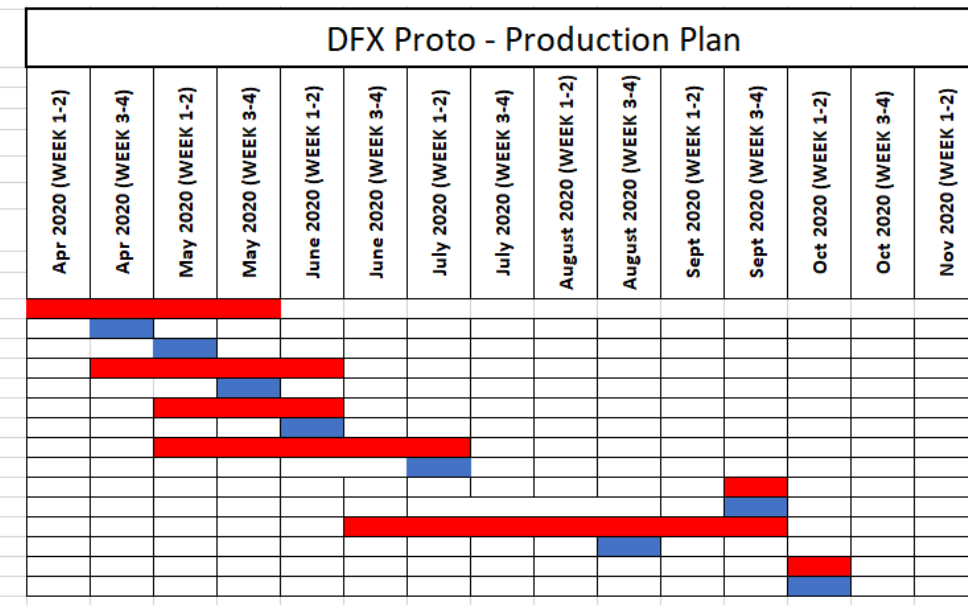 DFX Proto - Production Plan
Apr 2020 (WEEK 1-2)
Apr 2020 (WEEK 3-4)
May 2020 (WEEK 1-2)
May 2020 (WEEK 3-4)
June 2020 (WEEK 1-2)
June 2020 (WEEK 3-4)
July 2020 (WEEK 1-2)
July 2020 (WEEK 3-4)
August 2020 (WEEK 1-2)
August 2020 (WEEK 3-4)
Sept 2020 (WEEK 1-2)
Sept 2020 (WEEK 3-4)
Oct 2020 (WEEK 1-2)
Oct 2020 (WEEK 3-4)
Nov 2020 (WEEK 1-2)